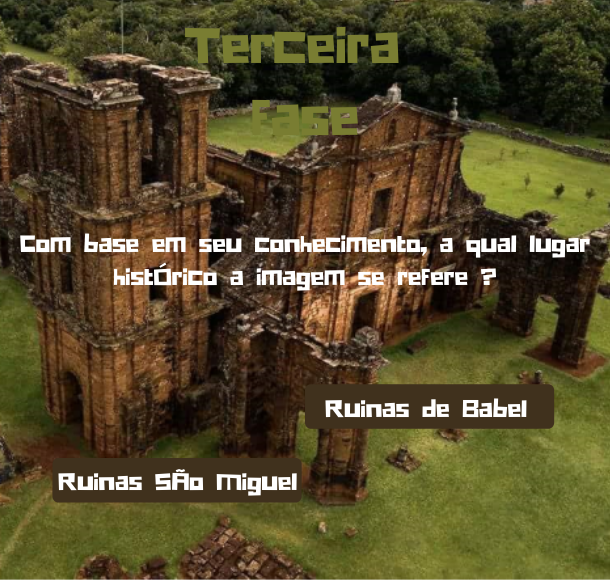 Terceira
fase
Com base em seu conhecimento, a qual lugar
histÓrico a imagem se refere ?
Ruinas de Babel
Ruinas SÃo Miguel